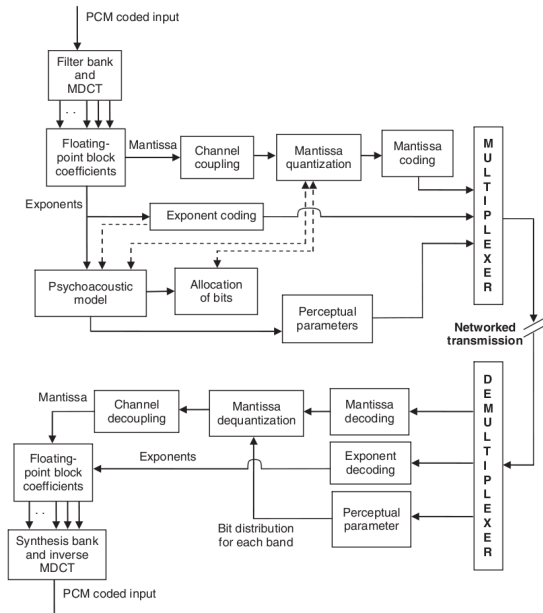 PCM coded input
Filter bank
and
MDCT
Floating-
point block
coefficients
Mantissa
Channel
coupling
Mantissa
quantization
Mantissa
coding
MULTIPLEXER
Exponents
Exponent coding
Psychoacoustic
model
Allocation
of bits
Perceptual
parameters
Networked
transmission
DEMULTIPLEXER
Mantissa
Channel
decoupling
Mantissa
dequantization
Mantissa
decoding
Floating-
point block
coefficients
Exponents
Exponent
decoding
Perceptual
parameter
Bit distribution
for each band
Synthesis bank
and inverse
MDCT
PCM coded input